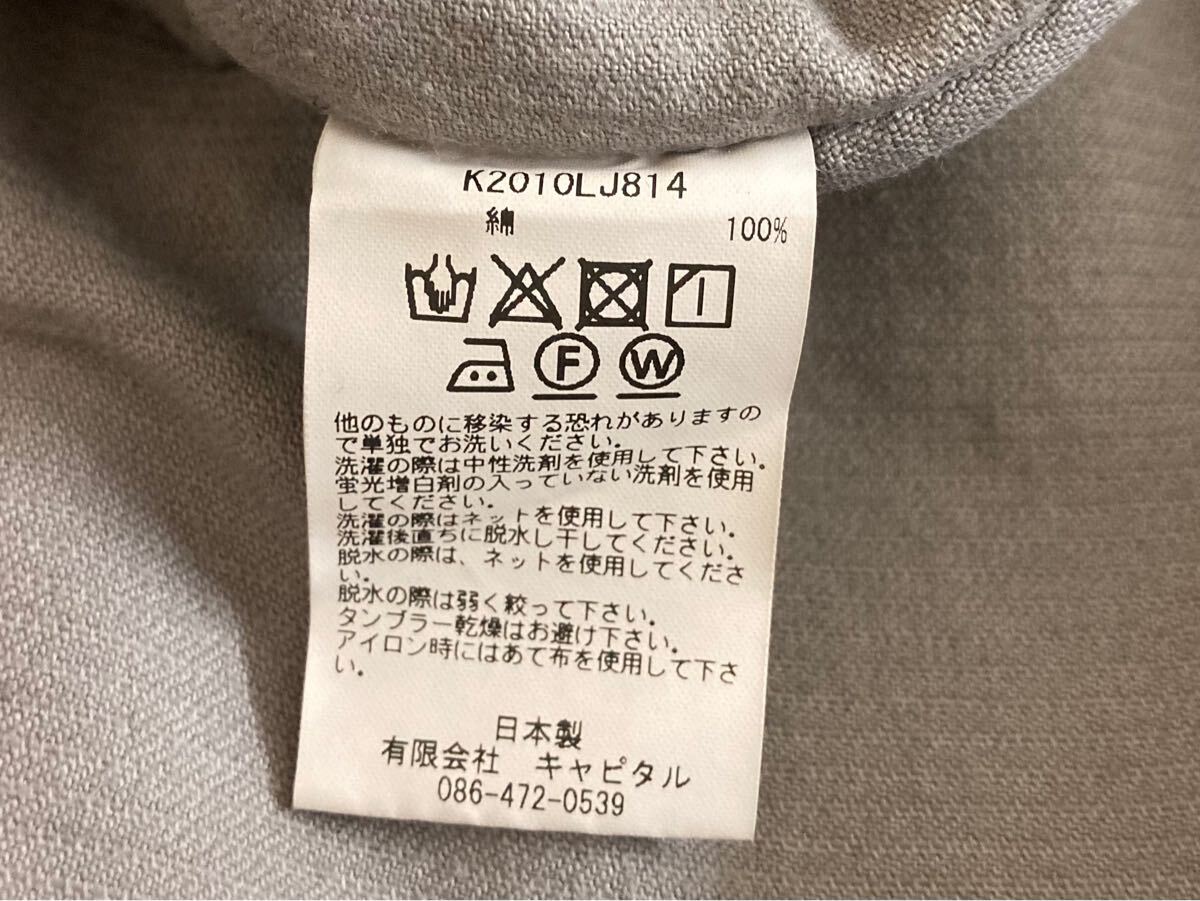 K2010LJ814
綿 100%
F W
他のものに移染する恐れがありますの
で単独でお洗いください。
洗濯の際は中性洗剤を使用して下さい。
蛍光増白剤の入っていない洗剤を使用
してください。
洗濯の際はネットを使用して下さい。
洗濯後直ちに脱水し干してください。
脱水の際は、ネットを使用してくださ
い。
脱水の際は弱く絞って下さい。
タンブラー乾燥はお避け下さい。
アイロン時にはあて布を使用して下さ
い。
日本製
有限会社 キャピタル
086-472-0539